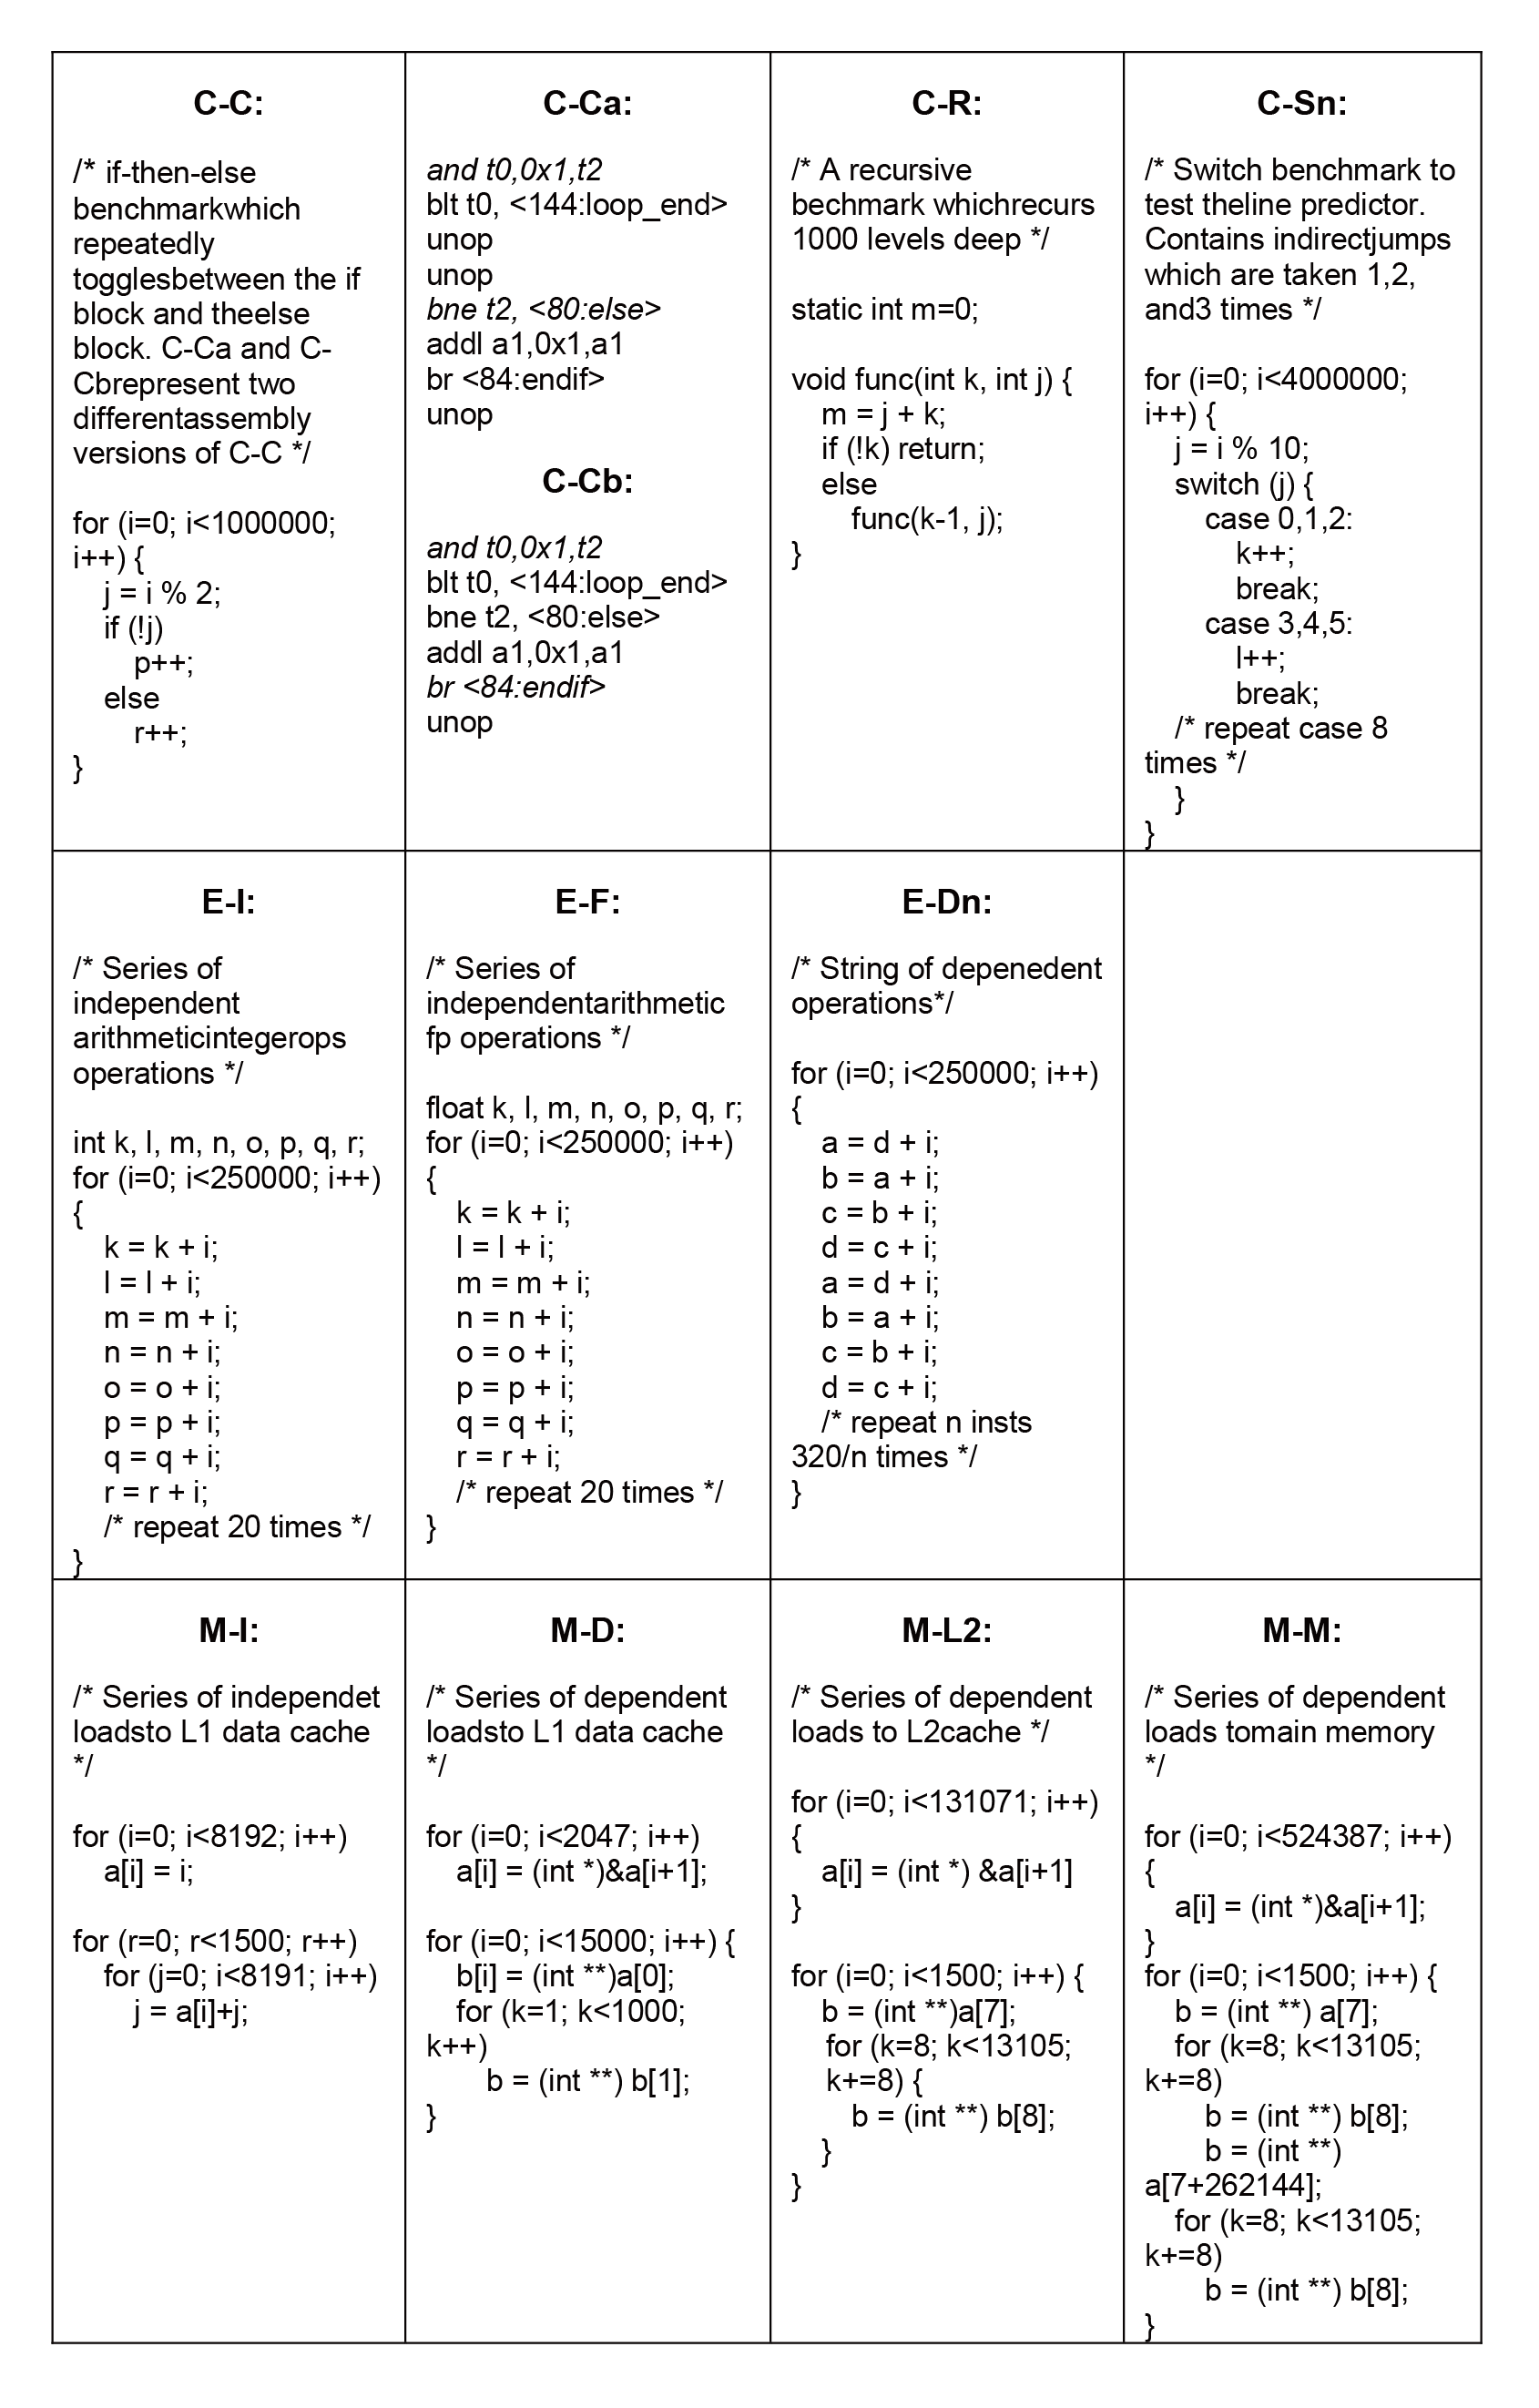 C-C:
/* if-then-else
benchmarkwhich
repeatedly
togglesbetween the if
block and theelse
block. C-Ca and C-
Cbrepresent two
differentassembly
versions of C-C */
for (i=0; i<1000000;
i++) {
j = i % 2;
if (!j)
p++;
else
r++;
}
C-Ca:
and t0,0x1,t2
blt t0, <144:loop_end>
unop
unop
bne t2, <80:else>
addl a1,0x1,a1
br <84:endif>
unop
C-Cb:
and t0,0x1,t2
blt t0, <144:loop_end>
bne t2, <80:else>
addl a1,0x1,a1
br <84:endif>
unop
C-R:
/* A recursive
bechmark whichrecurs
1000 levels deep */
static int m=0;
void func(int k, int j) {
m = j + k;
if (!k) return;
else
func(k-1, j);
}
C-Sn:
/* Switch benchmark to
test theline predictor.
Contains indirectjumps
which are taken 1,2,
and3 times */
for (i=0; i<4000000;
i++) {
j = i % 10;
switch (j) {
case 0,1,2:
k++;
break;
case 3,4,5:
l++;
break;
/* repeat case 8
times */
}
}
E-I:
/* Series of
independent
arithmeticintegerops
operations */
int k, l, m, n, o, p, q, r;
for (i=0; i<250000; i++)
{
k = k + i;
l = l + i;
m = m + i;
n = n + i;
o = o + i;
p = p + i;
q = q + i;
r = r + i;
/* repeat 20 times */
}
E-F:
/* Series of
independentarithmetic
fp operations */
float k, l, m, n, o, p, q, r;
for (i=0; i<250000; i++)
{
k = k + i;
l = l + i;
m = m + i;
n = n + i;
o = o + i;
p = p + i;
q = q + i;
r = r + i;
/* repeat 20 times */
}
E-Dn:
/* String of depenedent
operations*/
for (i=0; i<250000; i++)
{
a = d + i;
b = a + i;
c = b + i;
d = c + i;
a = d + i;
b = a + i;
c = b + i;
d = c + i;
/* repeat n insts
320/n times */
}
M-I:
/* Series of independet
loadsto L1 data cache
*/
for (i=0; i<8192; i++)
a[i] = i;
for (r=0; r<1500; r++)
for (j=0; i<8191; i++)
j = a[i]+j;
M-D:
/* Series of dependent
loadsto L1 data cache
*/
for (i=0; i<2047; i++)
a[i] = (int *)&a[i+1];
for (i=0; i<15000; i++) {
b[i] = (int **)a[0];
for (k=1; k<1000;
k++)
b = (int **) b[1];
}
M-L2:
/* Series of dependent
loads to L2cache */
for (i=0; i<131071; i++)
{
a[i] = (int *) &a[i+1]
}
for (i=0; i<1500; i++) {
b = (int **)a[7];
for (k=8; k<13105;
k+=8) {
b = (int **) b[8];
}
}
M-M:
/* Series of dependent
loads tomain memory
*/
for (i=0; i<524387; i++)
{
a[i] = (int *)&a[i+1];
}
for (i=0; i<1500; i++) {
b = (int **) a[7];
for (k=8; k<13105;
k+=8)
b = (int **) b[8];
b = (int **)
a[7+262144];
for (k=8; k<13105;
k+=8)
b = (int **) b[8];
}